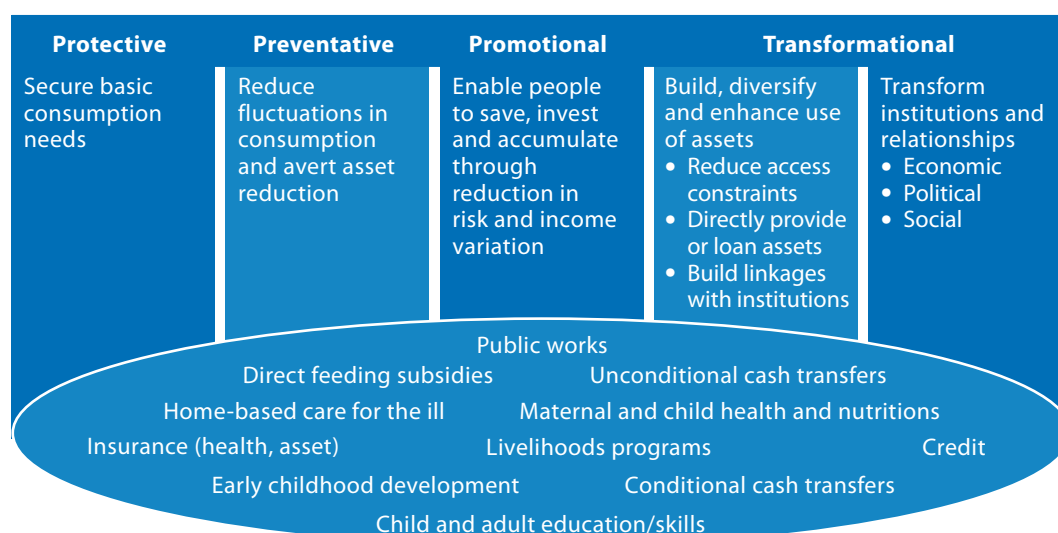 Protective
Preventative
Promotional
Transformational
Secure basic
consumption
needs
Reduce
fluctuations in
consumption
and avert asset
reduction
Enable people
to save, invest
and accumulate
through
reduction in
risk and income
variation
Build, diversify
and enhance use
of assets
• Reduce access
constraints
• Directly provide
or loan assets
• Build linkages
with institutions
Transform
institutions and
relationships
• Economic
• Political
• Social
Public works
Direct feeding subsidies
Unconditional cash transfers
Home-based care for the ill
Maternal and child health and nutritions
Insurance (health, asset)
Livelihoods programs
Credit
Early childhood development
Conditional cash transfers
Child and adult education/skills